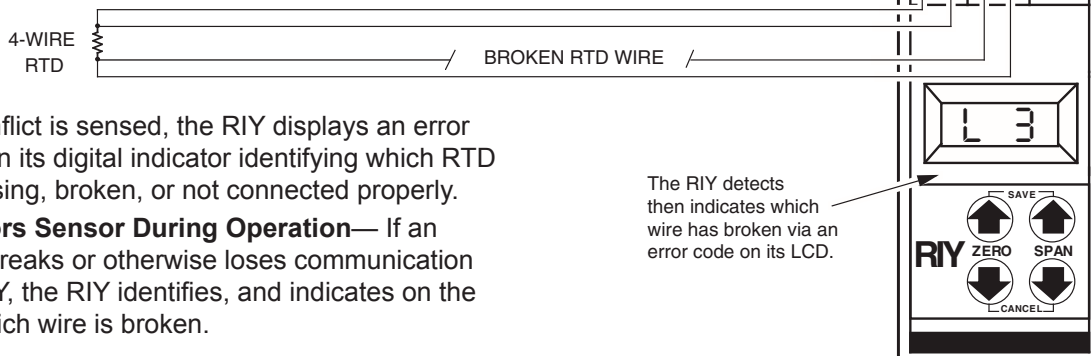 4-WIRE
RTD
BROKEN RTD WIRE
nflict is sensed, the RIY displays an error
n its digital indicator identifying which RTD
sing, broken, or not connected properly.
ors Sensor During Operation— If an
reaks or otherwise loses communication
Y, the RIY identifies, and indicates on the
ich wire is broken.
The RIY detects
then indicates which
wire has broken via an
error code on its LCD.
L 3
SAVE
RIY ZERO SPAN
CANCEL